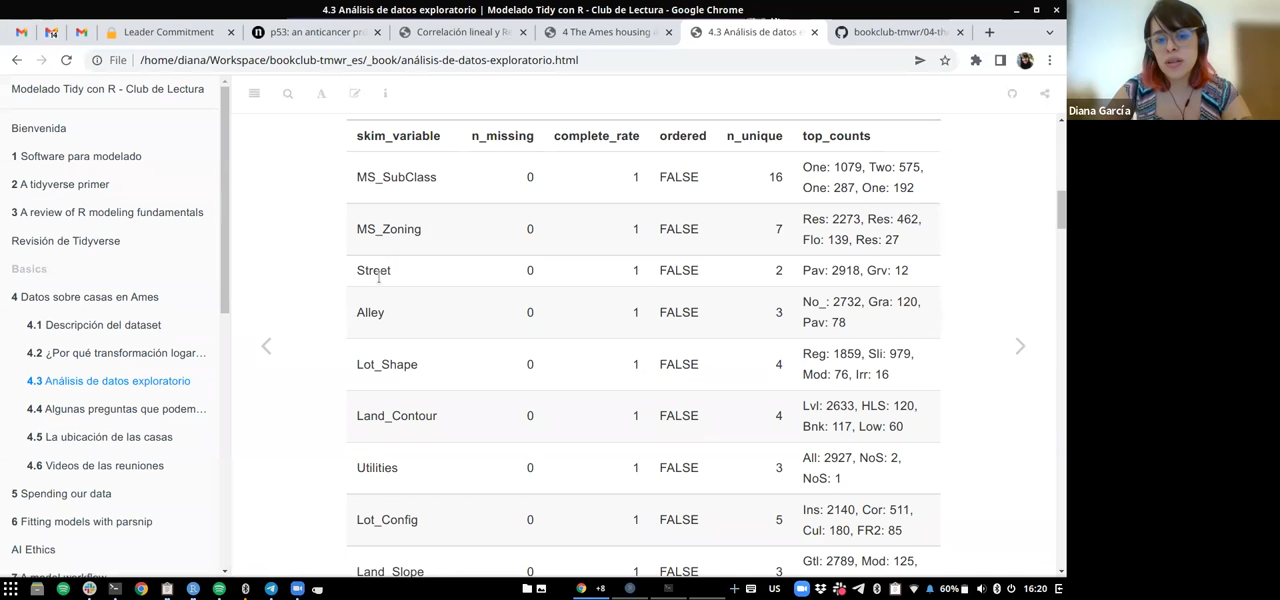 4.3 Análisis de datos exploratorio | Modelado Tidy con R - Club de Lectura - Google Chrome
Leader Commitment
p53: an anticancer pr
Correlación lineal y Re
4 The Ames housing d
4.3 Análisis de datos e
bookclub-tmwr/04-the
File
/home/diana/Workspace/bookclub-tmwr_es/_book/análisis-de-datos-exploratorio.html
Diana García
Modelado Tidy con R - Club de Lectura
Bienvenida
1 Software para modelado
2 A tidyverse primer
3 A review of R modeling fundamentals
Revisión de Tidyverse
Basics
4 Datos sobre casas en Ames
4.1 Descripción del dataset
4.2 ¿Por qué transformación logar…
4.3 Análisis de datos exploratorio
4.4 Algunas preguntas que podem…
4.5 La ubicación de las casas
4.6 Videos de las reuniones
5 Spending our data
6 Fitting models with parsnip
AI Ethics
7 A model workflow
skim_variable n_missing complete_rate ordered n_unique top_counts
MS_SubClass 0 1 FALSE 16 One: 1079, Two: 575,
One: 287, One: 192
MS_Zoning 0 1 FALSE 7 Res: 2273, Res: 462,
Flo: 139, Res: 27
Street 0 1 FALSE 2 Pav: 2918, Grv: 12
Alley 0 1 FALSE 3 No_: 2732, Gra: 120,
Pav: 78
Lot_Shape 0 1 FALSE 4 Reg: 1859, Sli: 979,
Mod: 76, Irr: 16
Land_Contour 0 1 FALSE 4 Lvl: 2633, HLS: 120,
Bnk: 117, Low: 60
Utilities 0 1 FALSE 3 All: 2927, NoS: 2,
NoS: 1
Lot_Config 0 1 FALSE 5 Ins: 2140, Cor: 511,
Cul: 180, FR2: 85
Land_Slope 0 1 FALSE 3 Gtl: 2789, Mod: 125,
+8
US
60%
16:20